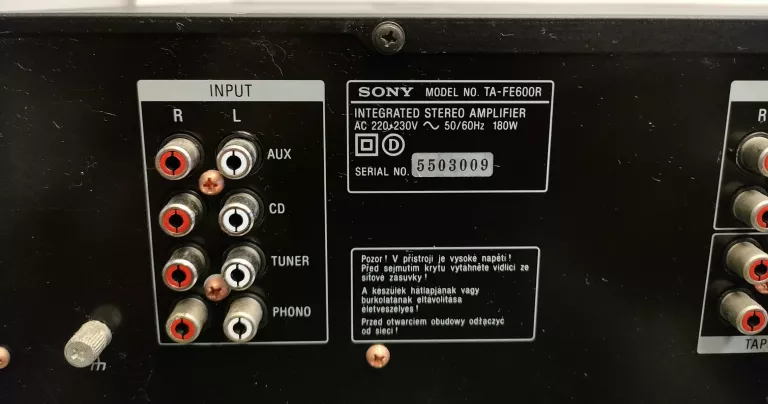 INPUT
R L
AUX
CD
TUNER
PHONO
SONY MODEL NO. TA-FE600R
INTEGRATED STEREO AMPLIFIER
AC 220-230V ~ 50/60Hz 180W
D
SERIAL NO. 5503009
Pozor! V přístroji je vysoké napětí!
Před sejmutím krytu vytáhněte vidlici ze
síťové zásuvky!
A készülék hátlapjának vagy
burkolatának eltávolítása
életveszélyes!
Przed otwarciem obudowy odłączyć
od sieci!
R
TAP